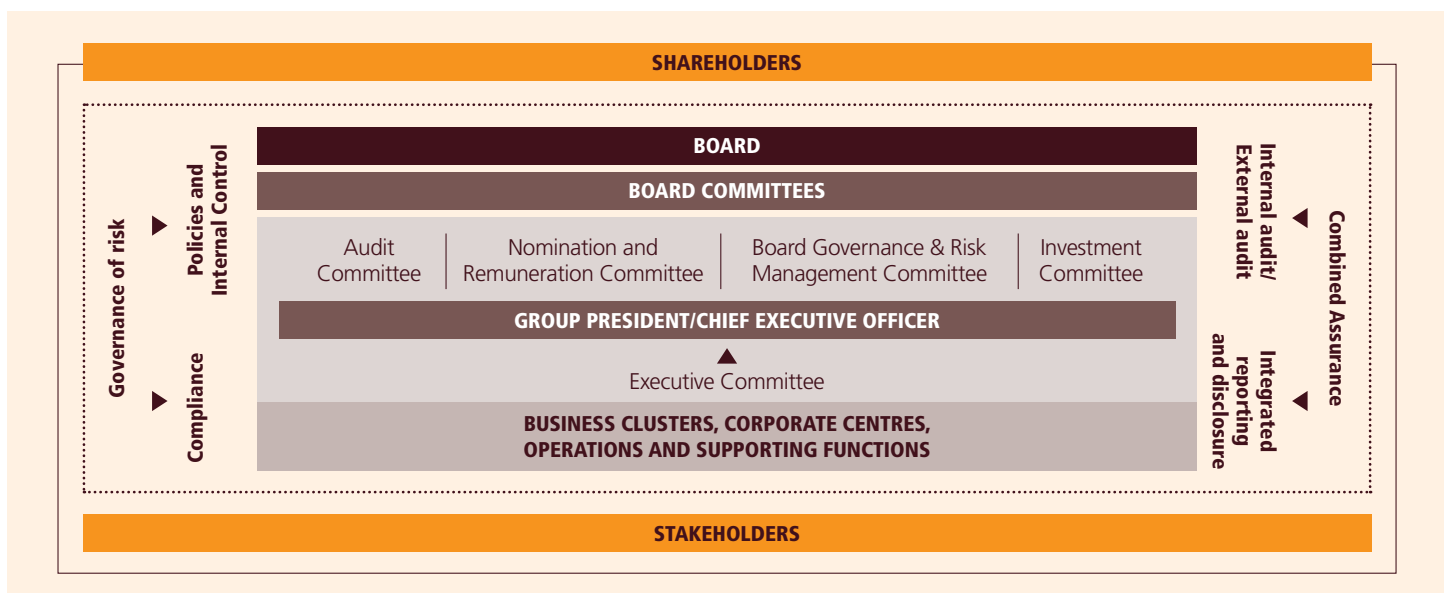 SHAREHOLDERS
Governance of risk
Policies and
Internal Control
Compliance
BOARD
BOARD COMMITTEES
Audit
Committee
Nomination and
Remuneration Committee
Board Governance & Risk
Management Committee
Investment
Committee
GROUP PRESIDENT/CHIEF EXECUTIVE OFFICER
Executive Committee
BUSINESS CLUSTERS, CORPORATE CENTRES,
OPERATIONS AND SUPPORTING FUNCTIONS
Internal audit/
External audit
Integrated
reporting
and disclosure
Combined Assurance
STAKEHOLDERS